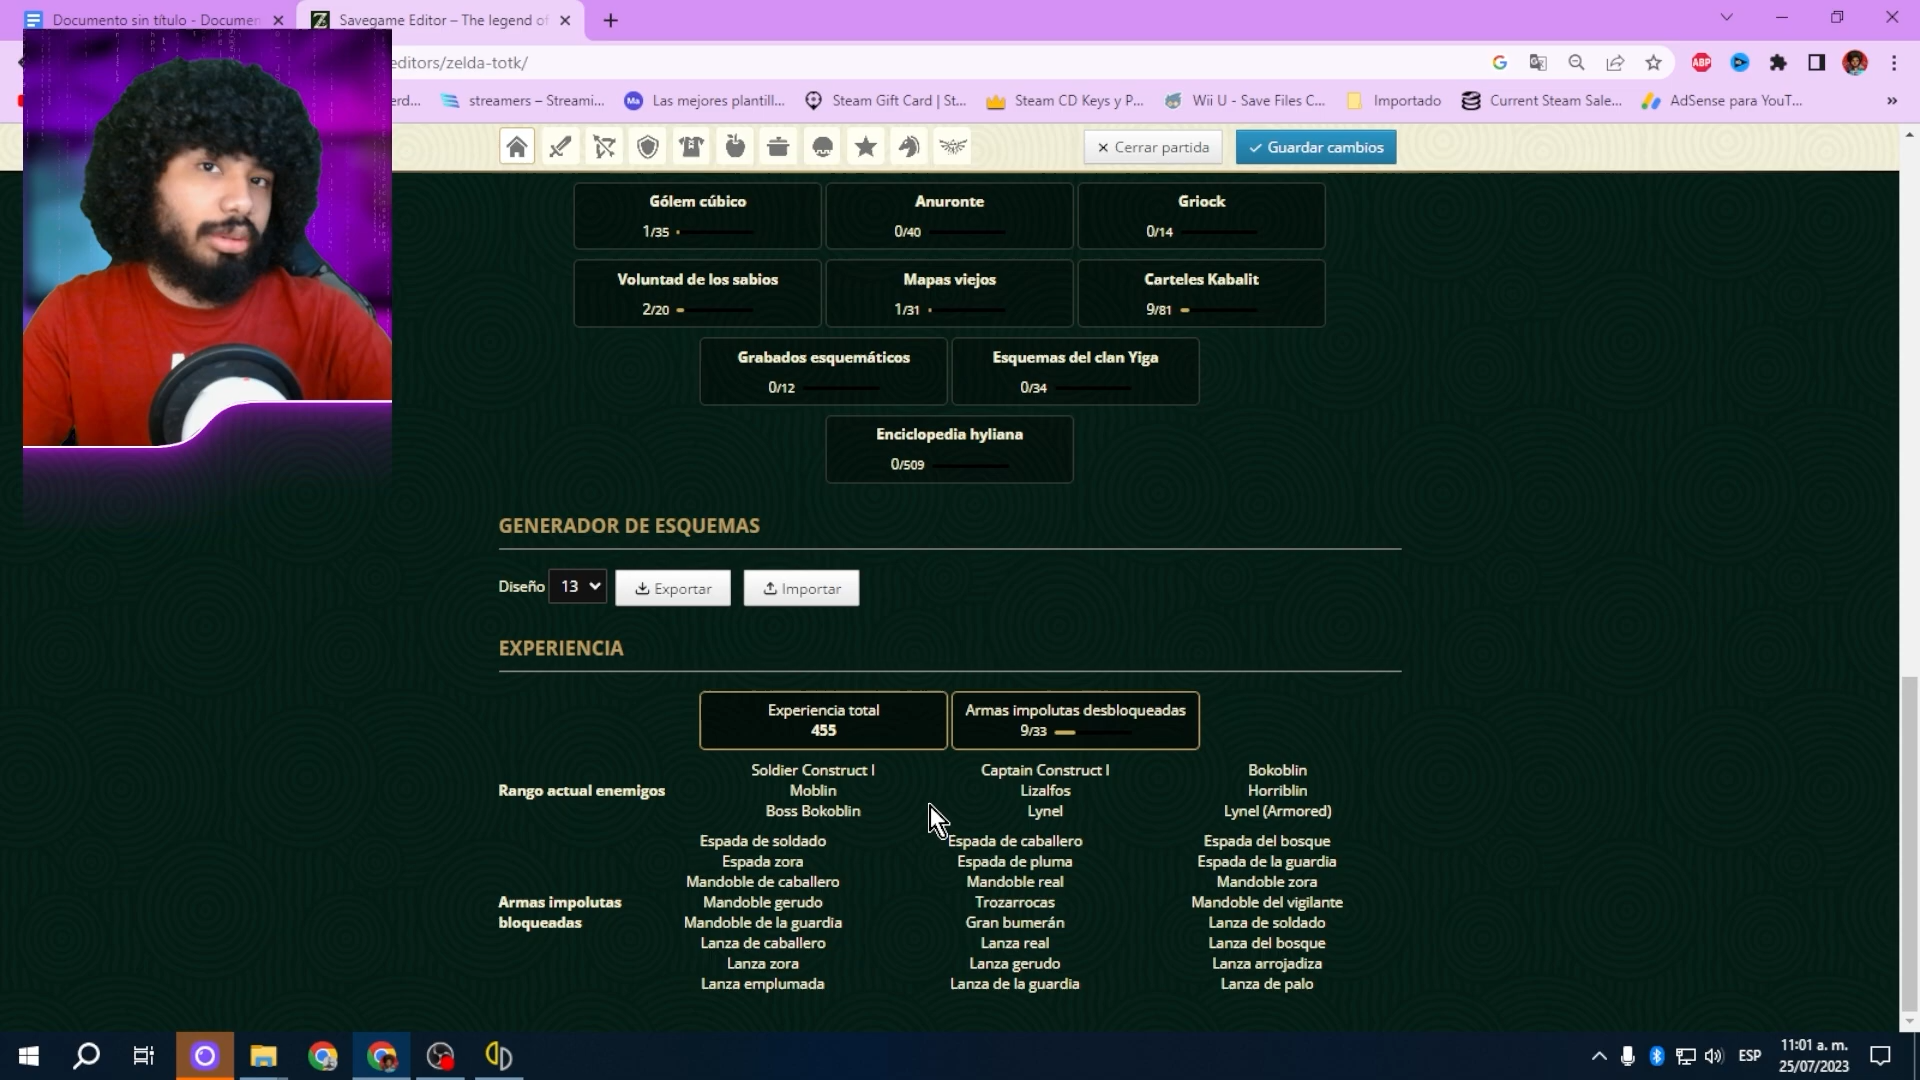 Documento sin título - Documen
Savegame Editor – The legend of
editors/zelda-totk/
erd...
streamers – Streami...
Ma
Las mejores plantill...
Steam Gift Card | St...
Steam CD Keys y P...
Wii U - Save Files C...
Importado
Current Steam Sale...
AdSense para YouT...
»
ABP
× Cerrar partida
✓ Guardar cambios
Gólem cúbico
Anuronte
Griock
1/35
0/40
0/14
Voluntad de los sabios
Mapas viejos
Carteles Kabalit
2/20
1/31
9/81
Grabados esquemáticos
Esquemas del clan Yiga
0/12
0/34
Enciclopedia hyliana
0/509
GENERADOR DE ESQUEMAS
Diseño 13 Exportar Importar
EXPERIENCIA
Experiencia total
Armas impolutas desbloqueadas
455
9/33
Soldier Construct I Captain Construct I Bokoblin
Rango actual enemigos Moblin Lizalfos Horriblin
Boss Bokoblin Lynel Lynel (Armored)
Espada de soldado Espada de caballero Espada del bosque
Espada zora Espada de pluma Espada de la guardia
Mandoble de caballero Mandoble real Mandoble zora
Armas impolutas Mandoble gerudo Trozarrocas Mandoble del vigilante
bloqueadas Mandoble de la guardia Gran bumerán Lanza de soldado
Lanza de caballero Lanza real Lanza del bosque
Lanza zora Lanza gerudo Lanza arrojadiza
Lanza emplumada Lanza de la guardia Lanza de palo
ESP
11:01 a. m.
25/07/2023